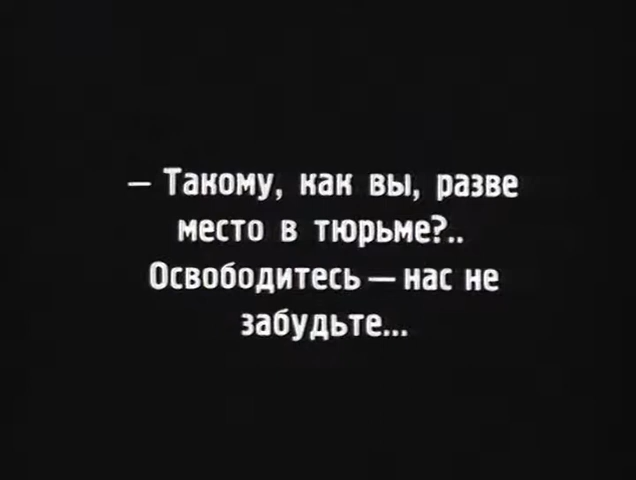 — Такому, как вы, разве
место в тюрьме?..
Освободитесь — нас не
забудьте...